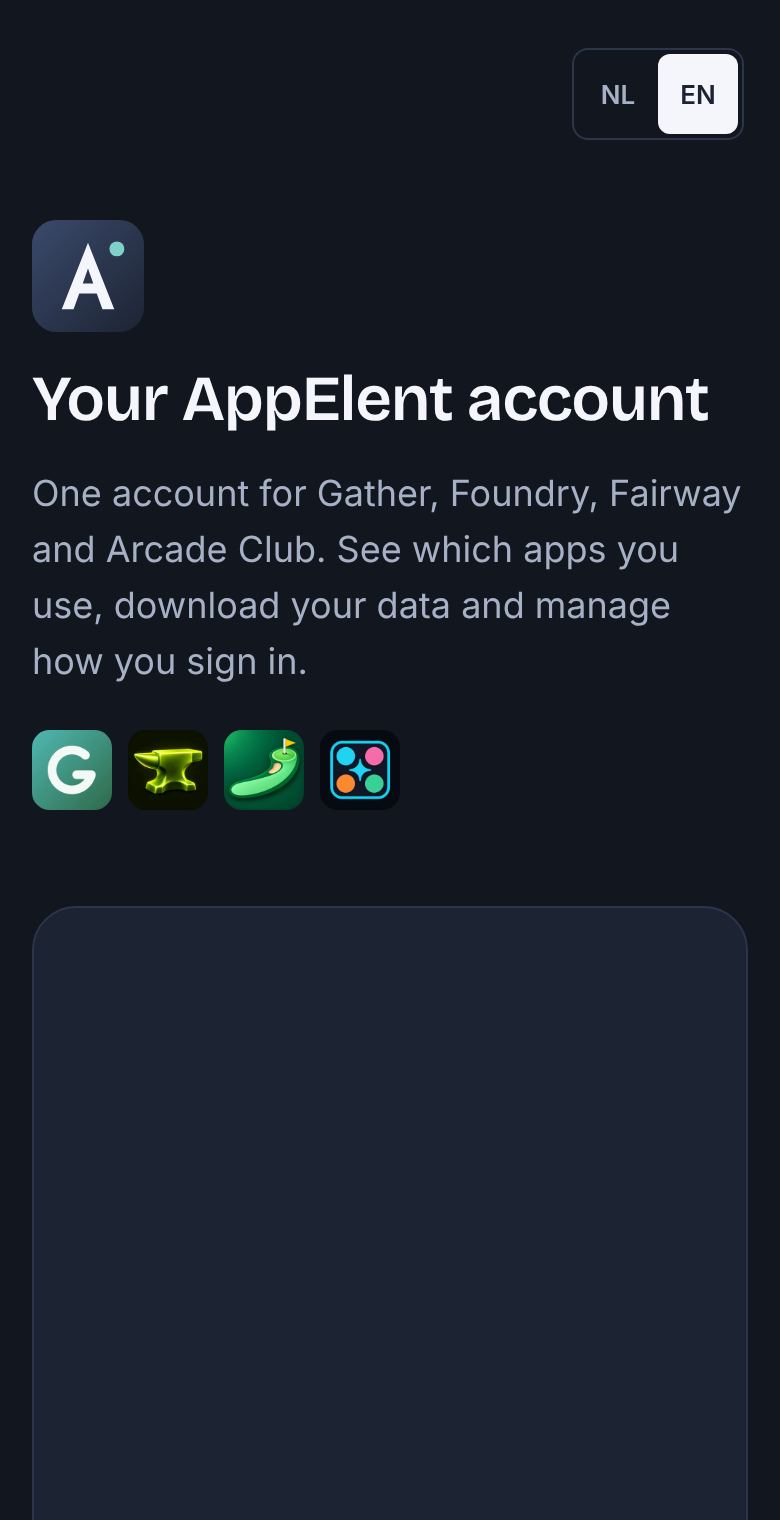 NL EN
A
Your AppElent account
One account for Gather, Foundry, Fairway
and Arcade Club. See which apps you
use, download your data and manage
how you sign in.
G